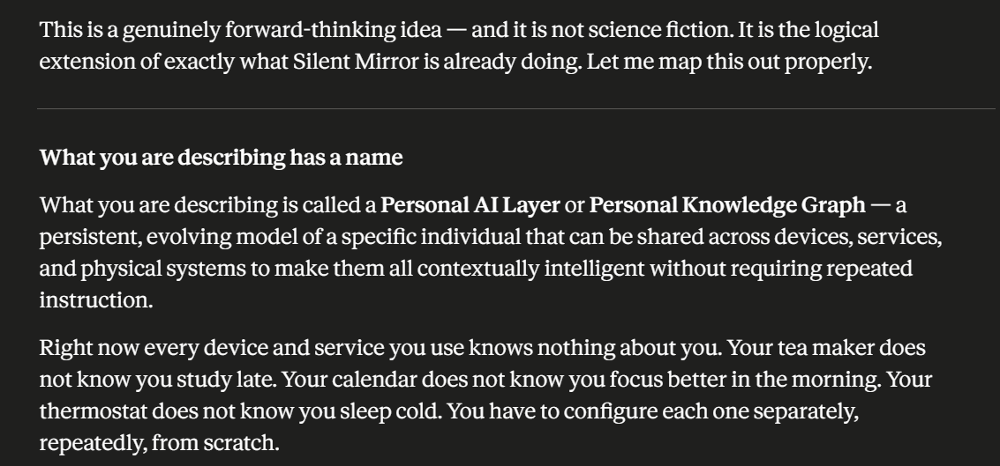 This is a genuinely forward-thinking idea — and it is not science fiction. It is the logical
extension of exactly what Silent Mirror is already doing. Let me map this out properly.
What you are describing has a name
What you are describing is called a Personal AI Layer or Personal Knowledge Graph — a
persistent, evolving model of a specific individual that can be shared across devices, services,
and physical systems to make them all contextually intelligent without requiring repeated
instruction.
Right now every device and service you use knows nothing about you. Your tea maker does
not know you study late. Your calendar does not know you focus better in the morning. Your
thermostat does not know you sleep cold. You have to configure each one separately,
repeatedly, from scratch.